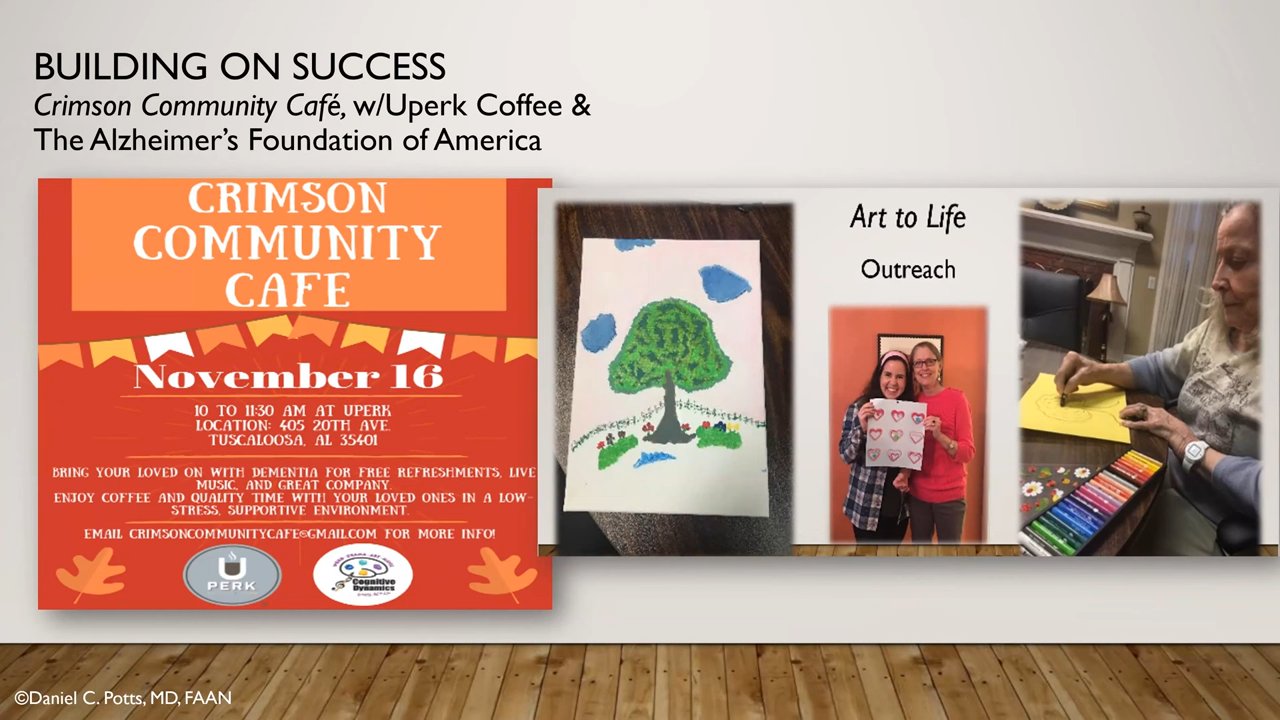 BUILDING ON SUCCESS
Crimson Community Café, w/Uperk Coffee &
The Alzheimer's Foundation of America
CRIMSON
COMMUNITY
CAFE
November 16
10 TO 11:30 AM AT UPERK
LOCATION: 405 20TH AVE.
TUSCALOOSA, AL 35401
BRING YOUR LOVED ON WITH DEMENTIA FOR FREE REFRESHMENTS, LIVE
MUSIC, AND GREAT COMPANY.
ENJOY COFFEE AND QUALITY TIME WITH YOUR LOVED ONES IN A LOW-
STRESS, SUPPORTIVE ENVIRONMENT.
EMAIL CRIMSONCOMMUNITYCAFE@GMAIL.COM FOR MORE INFO!
U
PERK
Cognitive
Dynamics
Art to Life
Outreach
©Daniel C. Potts, MD, FAAN